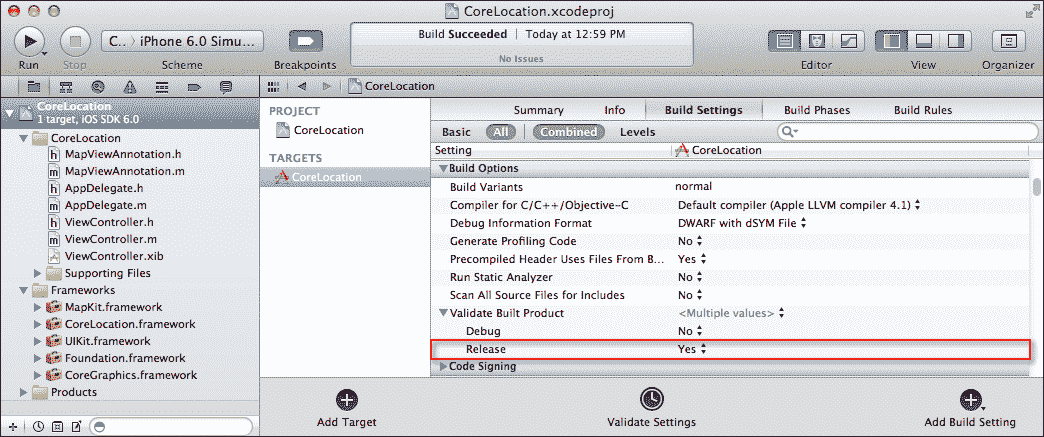 CoreLocation.xcodeproj
Run
Stop
C.. iPhone 6.0 Simu...
Scheme
Breakpoints
Build Succeeded | Today at 12:59 PM
No Issues
Editor
View
Organizer
CoreLocation
1 target, iOS SDK 6.0
CoreLocation
MapViewAnnotation.h
MapViewAnnotation.m
AppDelegate.h
AppDelegate.m
ViewController.h
ViewController.m
ViewController.xib
Supporting Files
Frameworks
MapKit.framework
CoreLocation.framework
UIKit.framework
Foundation.framework
CoreGraphics.framework
Products
CoreLocation
PROJECT
CoreLocation
TARGETS
CoreLocation
Summary Info Build Settings Build Phases Build Rules
Basic All Combined Levels
Setting CoreLocation
Build Options
Build Variants normal
Compiler for C/C++/Objective-C Default compiler (Apple LLVM compiler 4.1)
Debug Information Format DWARF with dSYM File
Generate Profiling Code No
Precompiled Header Uses Files From B... Yes
Run Static Analyzer No
Scan All Source Files for Includes No
Validate Built Product <Multiple values>
Debug No
Release Yes
Code Signing
Add Target
Validate Settings
Add Build Setting